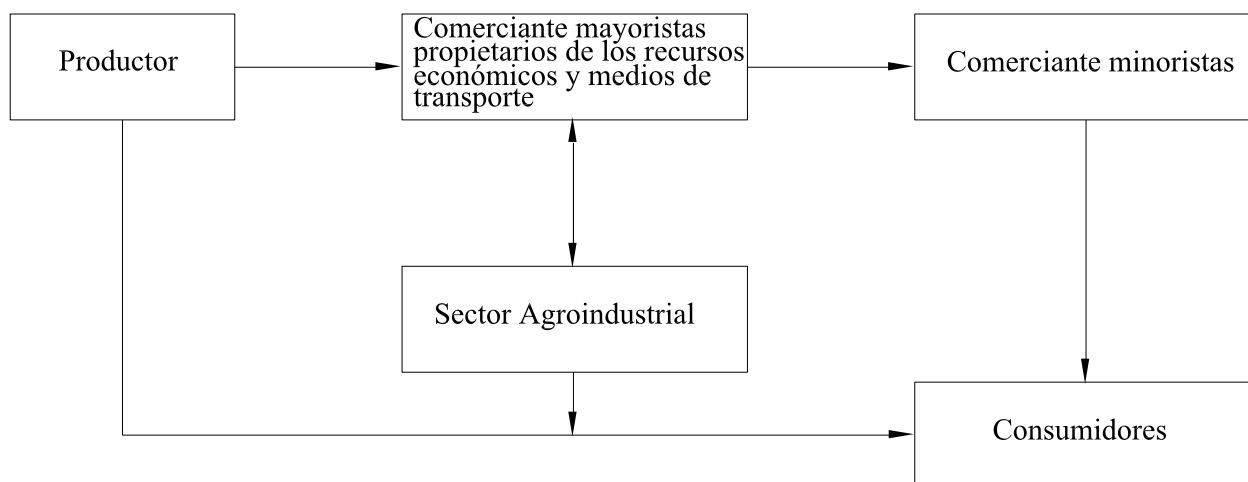 Productor
Comerciante mayoristas
propietarios de los recursos
económicos y medios de
transporte
Comerciante minoristas
Sector Agroindustrial
Consumidores